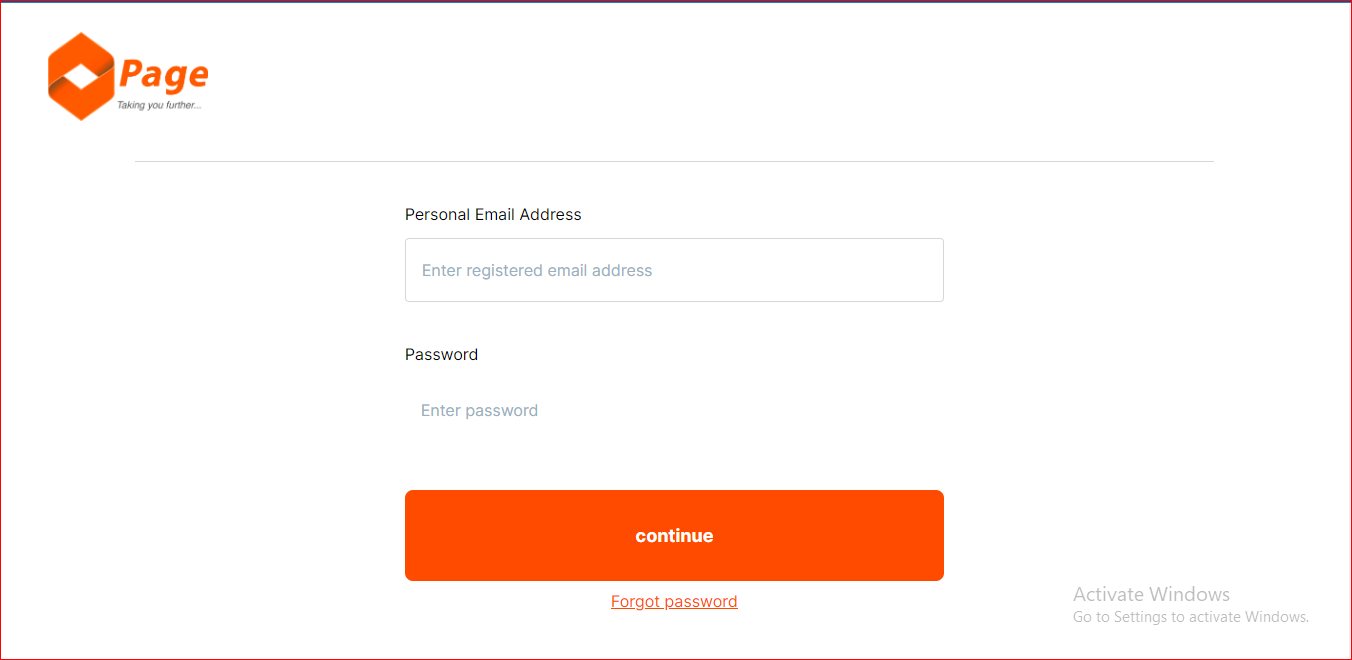 Page
Taking you further...
Personal Email Address
Enter registered email address
Password
Enter password
continue
Forgot password
Activate Windows
Go to Settings to activate Windows.